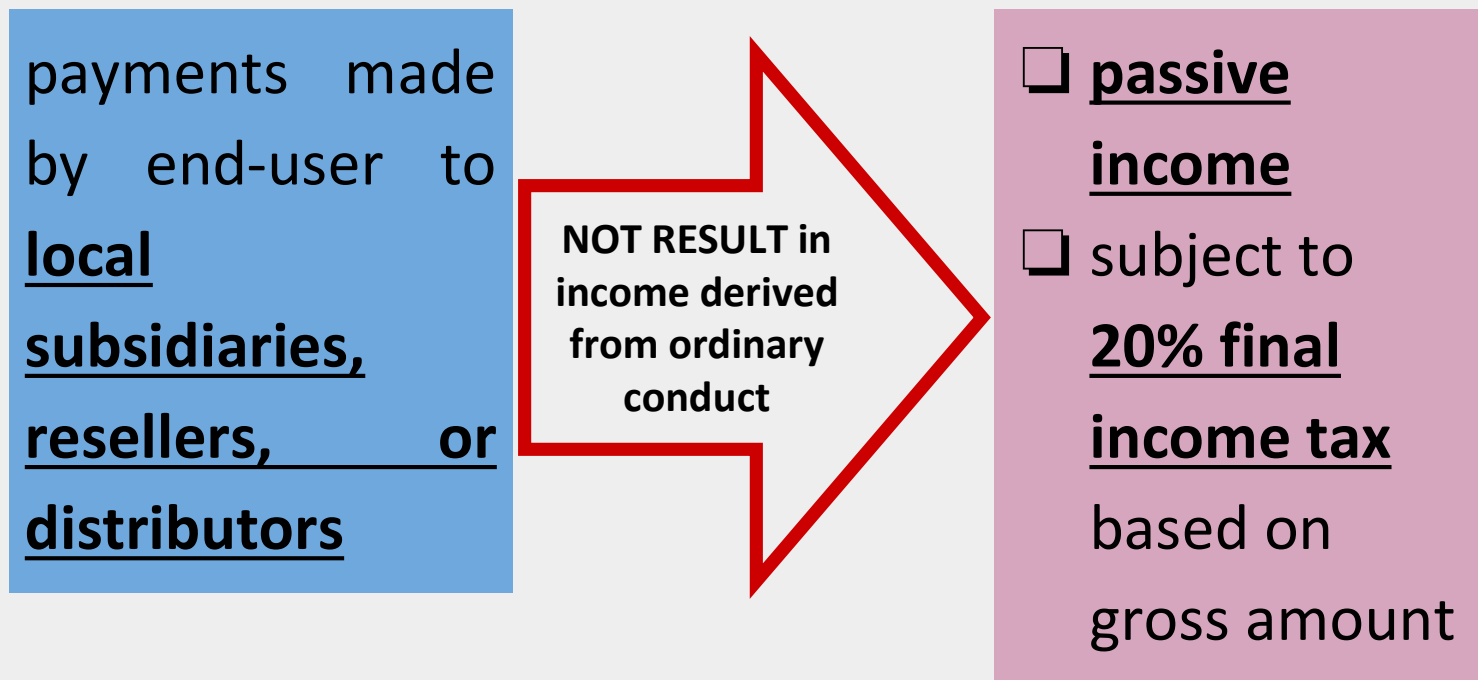 payments made
by end-user to
local
subsidiaries,
resellers, or
distributors
NOT RESULT in
income derived
from ordinary
conduct
❏ passive
income
❏ subject to
20% final
income tax
based on
gross amount